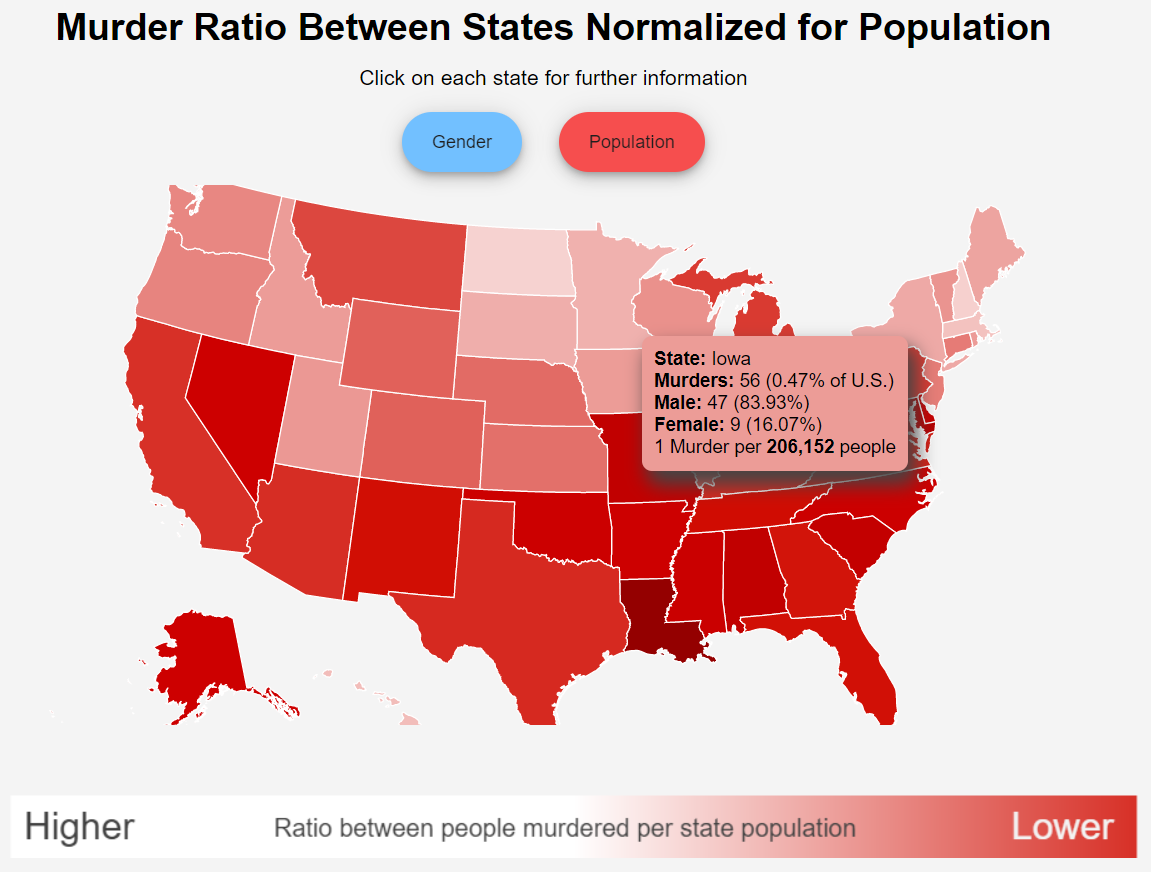 Murder Ratio Between States Normalized for Population
Click on each state for further information
Gender
Population
State: Iowa
Murders: 56 (0.47% of U.S.)
Male: 47 (83.93%)
Female: 9 (16.07%)
1 Murder per 206,152 people
Higher
Ratio between people murdered per state population
Lower